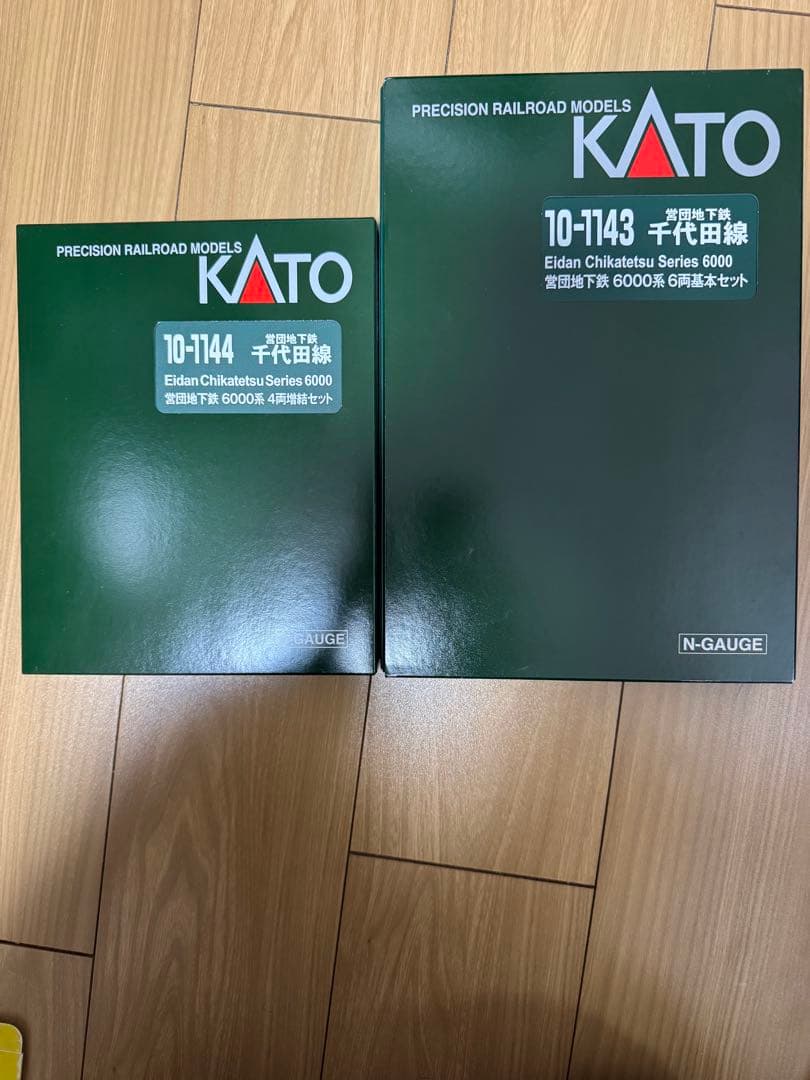 PRECISION RAILROAD MODELS
KATO
10-1144
営団地下鉄
千代田線
Eidan Chikatetsu Series 6000
営団地下鉄 6000系 4両増結セット
N-GAUGE
PRECISION RAILROAD MODELS
KATO
10-1143
営団地下鉄
千代田線
Eidan Chikatetsu Series 6000
営団地下鉄 6000系 6両基本セット
N-GAUGE